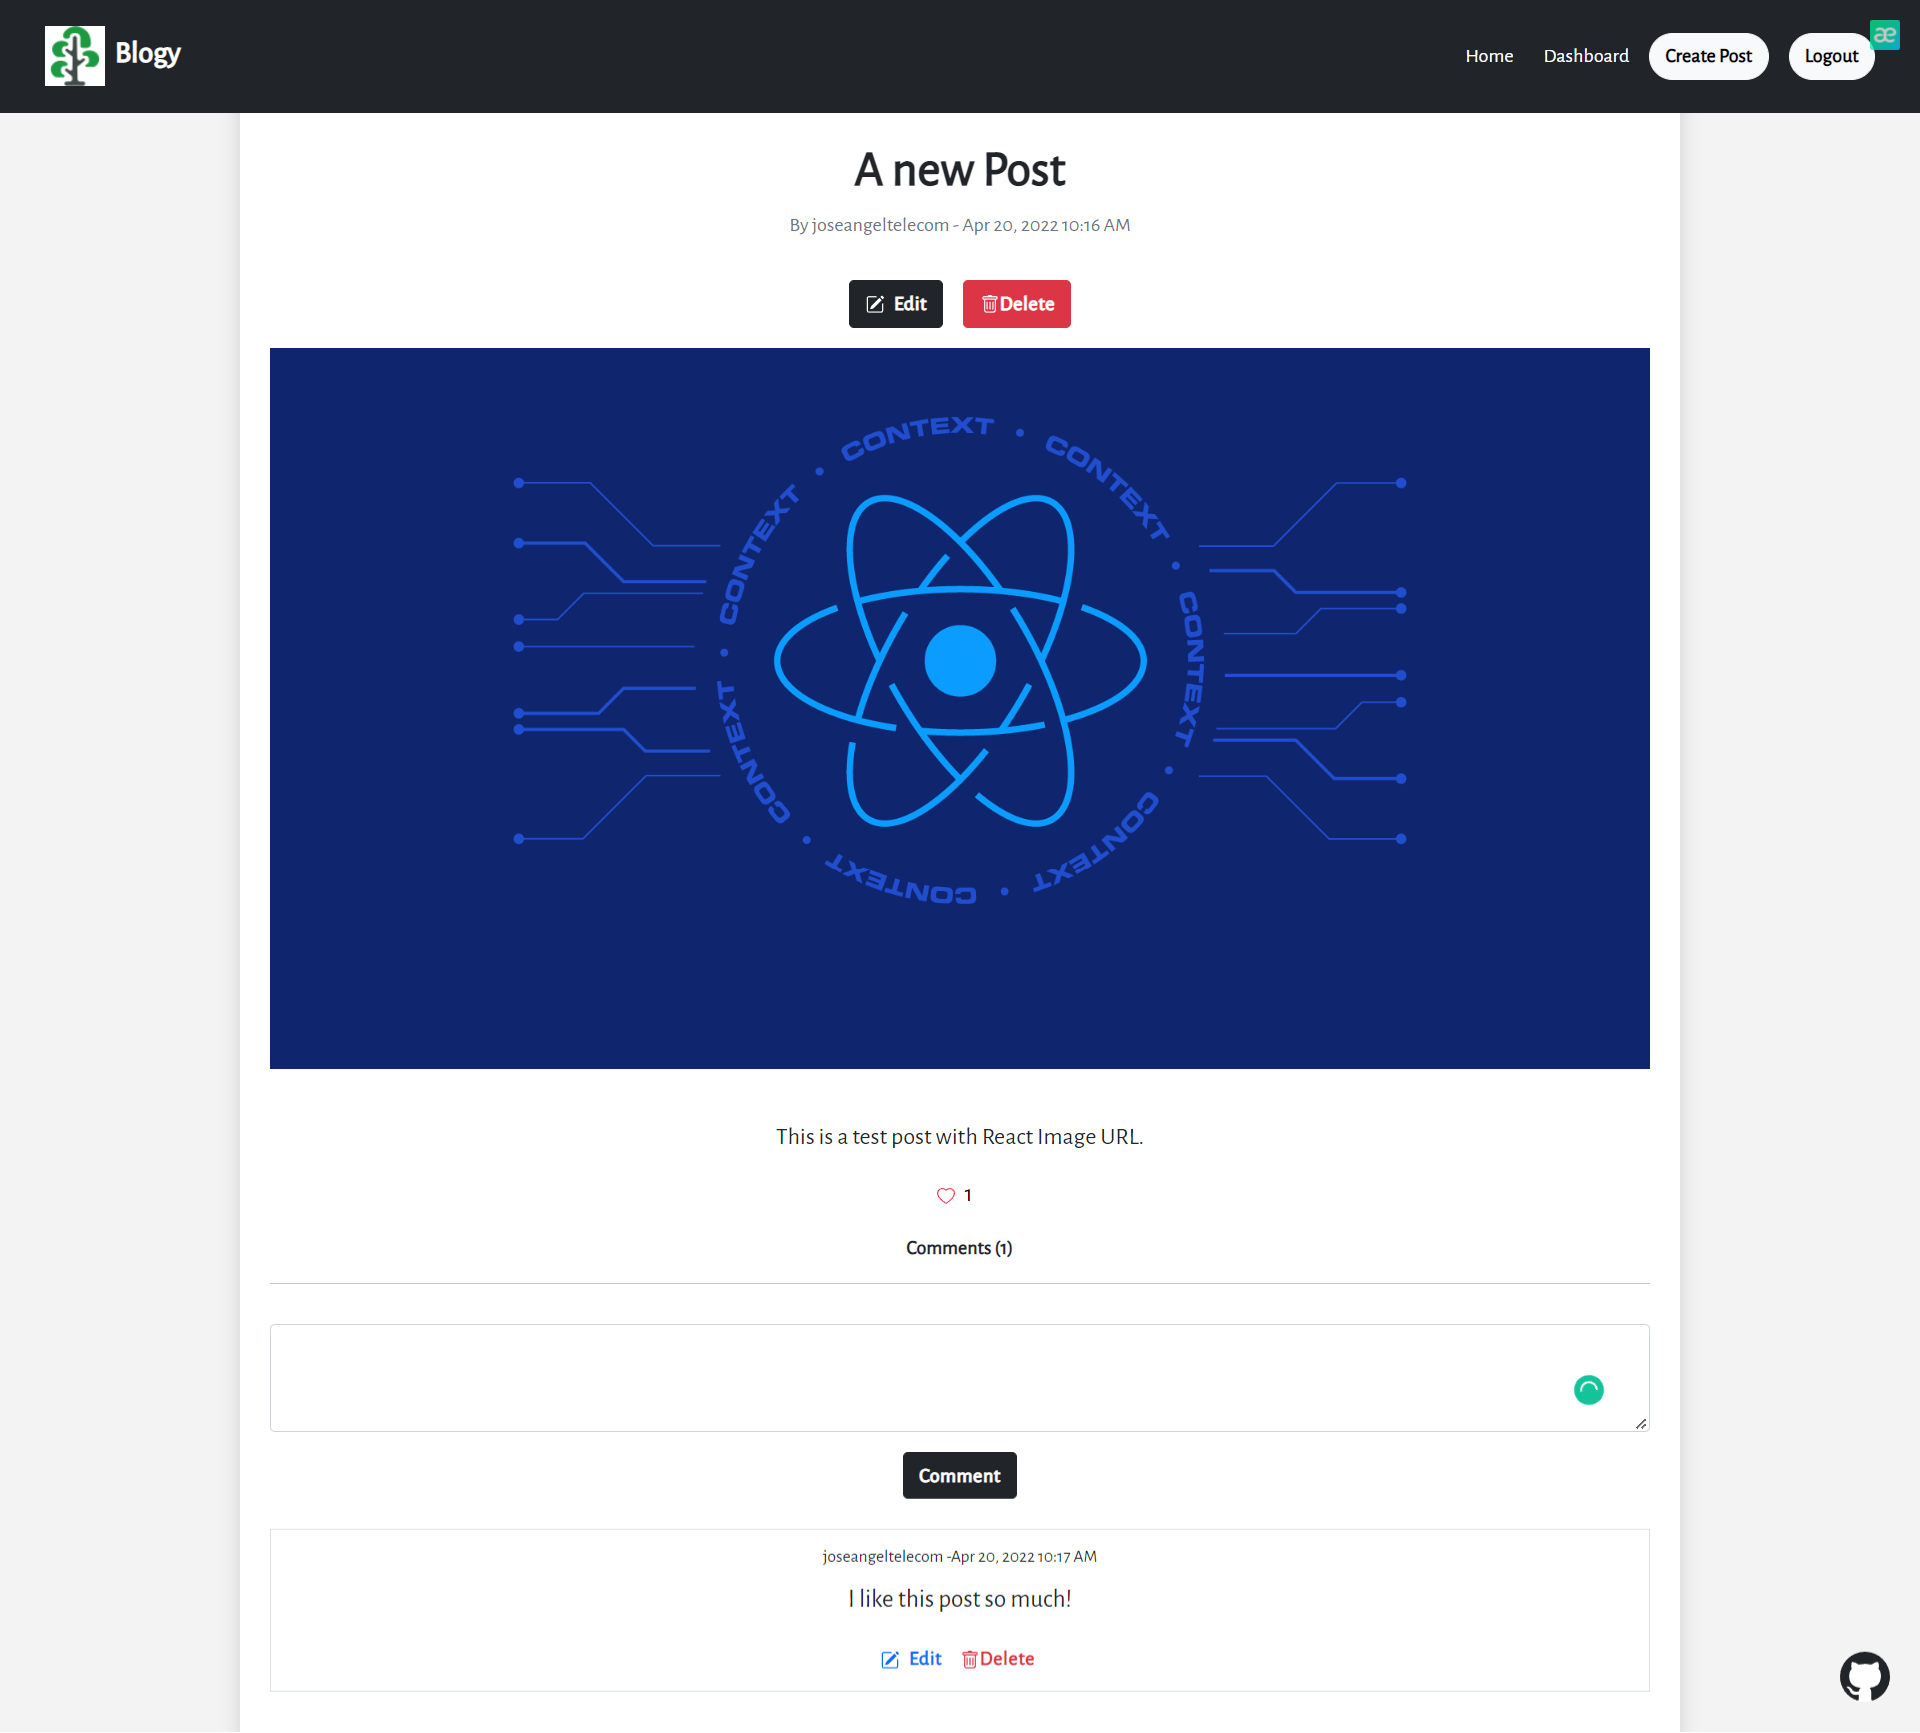 Blogy
Home Dashboard Create Post Logout
æ
A new Post
By joseangeltelecom - Apr 20, 2022 10:16 AM
Edit Delete
CONTEXT • CONTEXT • CONTEXT • CONTEXT • CONTEXT • CONTEXT • CONTEXT •
This is a test post with React Image URL.
1
Comments (1)
Comment
joseangeltelecom -Apr 20, 2022 10:17 AM
I like this post so much!
Edit Delete